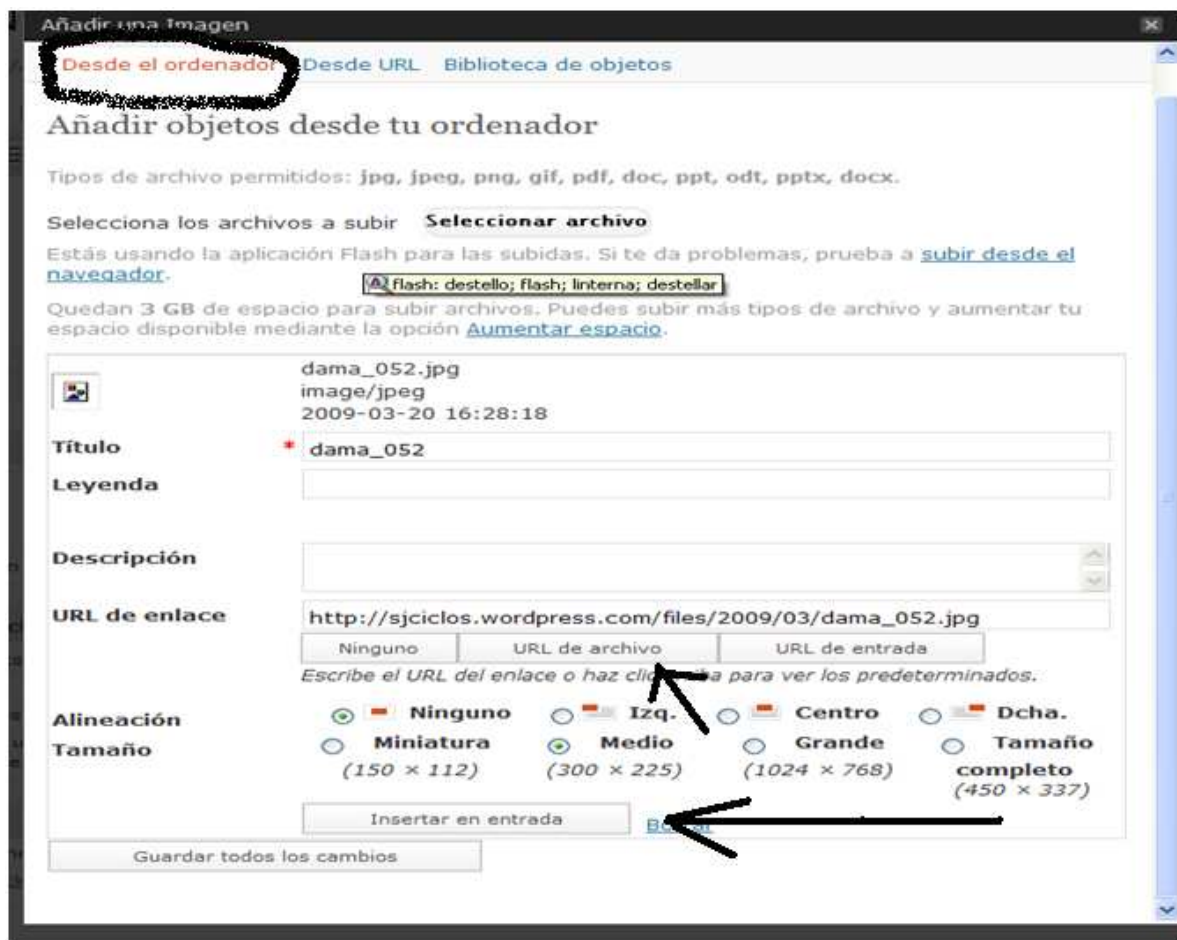 Añadir una Imagen
Desde el ordenador Desde URL Biblioteca de objetos
Añadir objetos desde tu ordenador
Tipos de archivo permitidos: jpg, jpeg, png, gif, pdf, doc, ppt, odt, pptx, docx.
Selecciona los archivos a subir Seleccionar archivo
Estás usando la aplicación Flash para las subidas. Si te da problemas, prueba a subir desde el
navegador.
flash: destello; flash; linterna; destellar
Quedan 3 GB de espacio para subir archivos. Puedes subir más tipos de archivo y aumentar tu
espacio disponible mediante la opción Aumentar espacio.
dama_052.jpg
image/jpeg
2009-03-20 16:28:18
Título * dama_052
Leyenda
Descripción
URL de enlace http://sjciclos.wordpress.com/files/2009/03/dama_052.jpg
Ninguno URL de archivo URL de entrada
Escribe el URL del enlace o haz para ver los predeterminados.
Alineación Ninguno Izq. Centro Dcha.
Tamaño Miniatura Medio Grande Tamaño
completo
(150 × 112) (300 × 225) (1024 × 768)
(450 × 337)
Insertar en entrada
Guardar todos los cambios